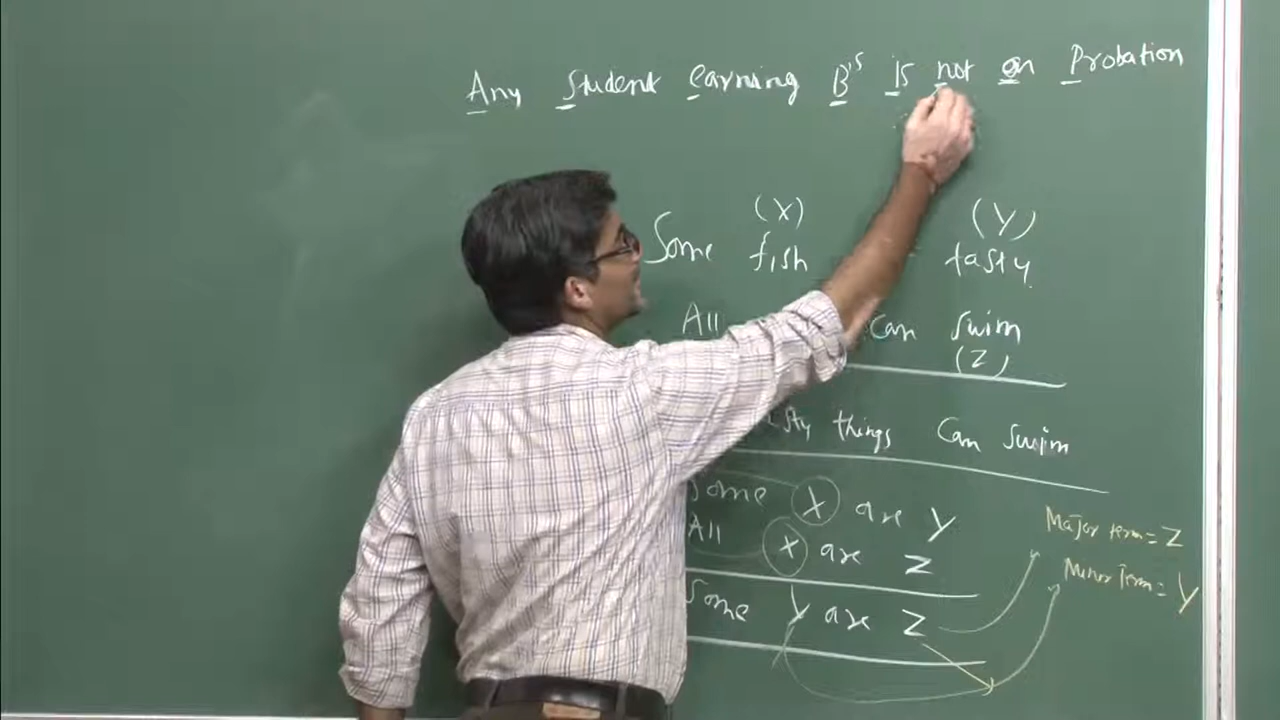 Any Student earning B's is not on Probation
(X) (Y)
Some fish tasty
All Can Swim
(Z)
things Can Swim
Some X are Y
All X are Z
Some Y are Z
Major term = Z
Minor Term = Y